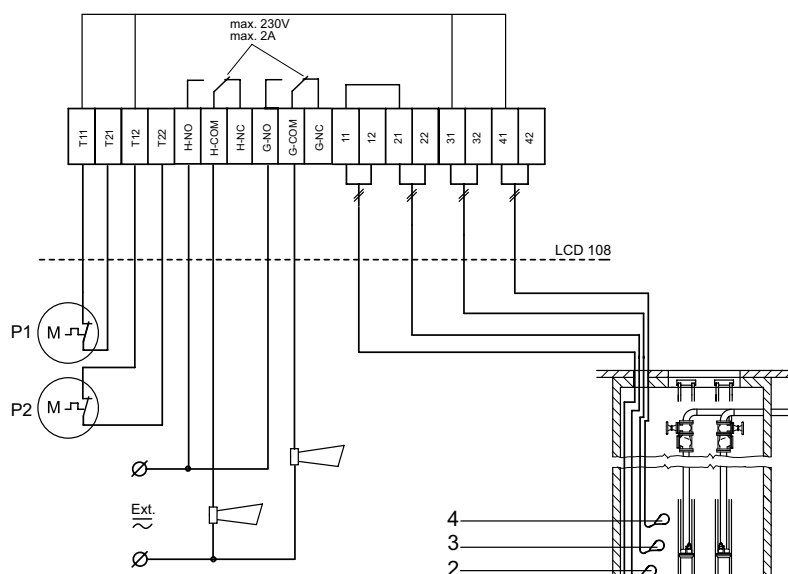 max. 230V
max. 2A
T11
T21
T12
T22
H-NO
H-COM
H-NC
G-NO
G-COM
G-NC
11
12
21
22
31
32
41
42
LCD 108
P1
M
P2
M
Ext.
4
3
2